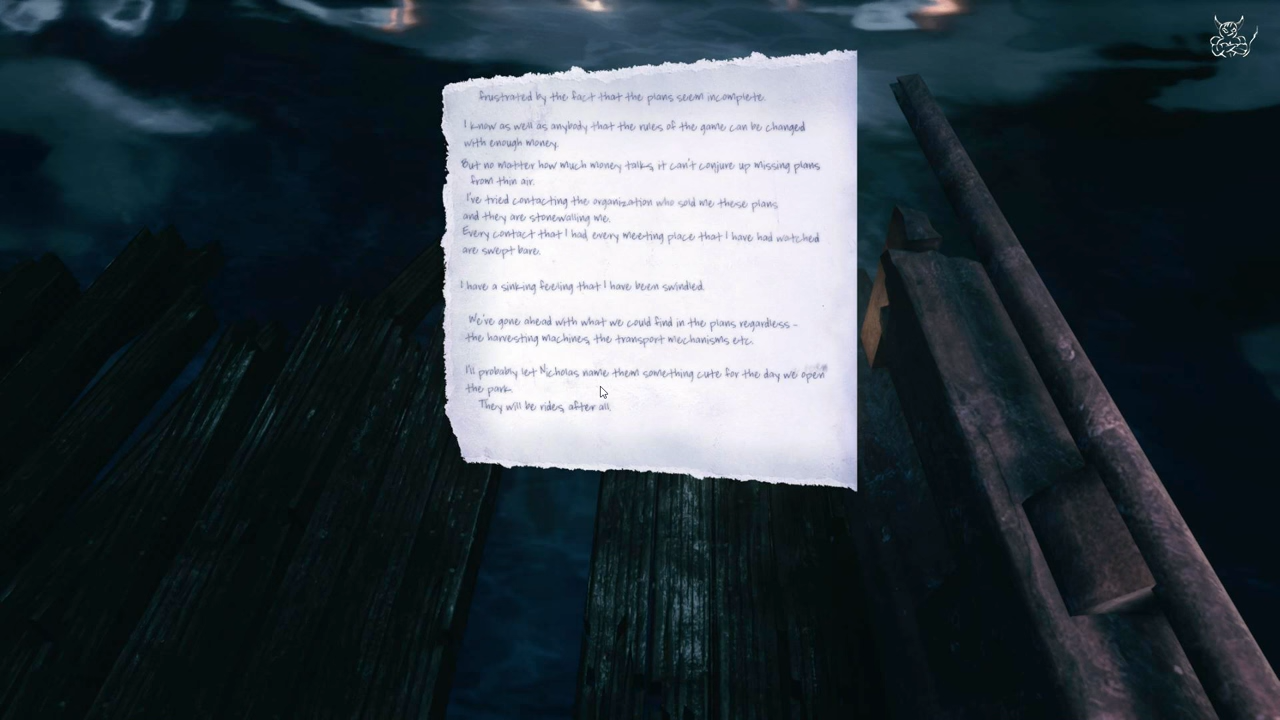 frustrated by the fact that the plans seem incomplete.
I know as well as anybody that the rules of the game can be changed
with enough money.
But no matter how much money talks, it can't conjure up missing plans
from thin air.
I've tried contacting the organization who sold me these plans
and they are stonewalling me.
Every contact that I had, every meeting place that I have had watched
are swept bare.
I have a sinking feeling that I have been swindled.
We've gone ahead with what we could find in the plans regardless -
the harvesting machines, the transport mechanisms etc.
I'll probably let Nicholas name them something cute for the day we open
the park.
They will be rides, after all.